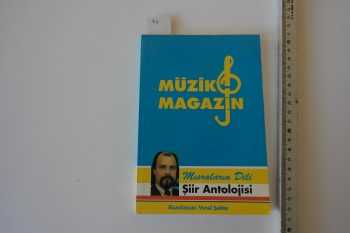 MÜZİK
MAGAZİN
Mısraların Dili
Şiir Antolojisi
Hazırlayan: Vural Şahin